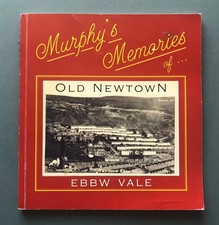 Murphy's
Memories
of...
OLD NEWTOWN
EBBW VALE